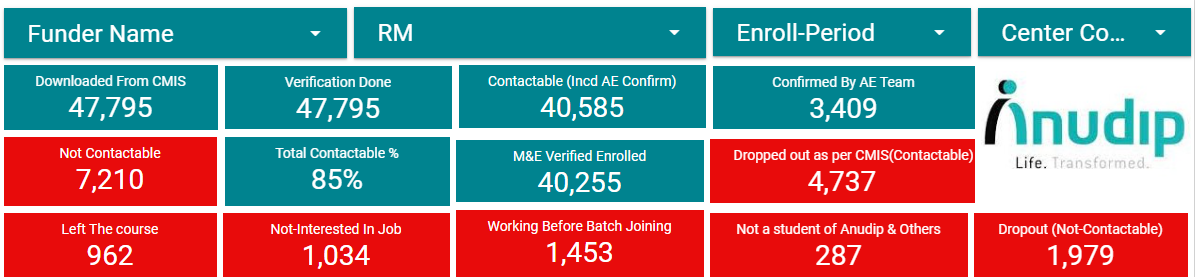 Funder Name
RM
Enroll-Period
Center Co...
Downloaded From CMIS
47,795
Verification Done
47,795
Contactable (Incd AE Confirm)
40,585
Confirmed By AE Team
3,409
Anudip
Life. Transformed.
Not Contactable
7,210
Total Contactable %
85%
M&E Verified Enrolled
40,255
Dropped out as per CMIS(Contactable)
4,737
Left The course
962
Not-Interested In Job
1,034
Working Before Batch Joining
1,453
Not a student of Anudip & Others
287
Dropout (Not-Contactable)
1,979